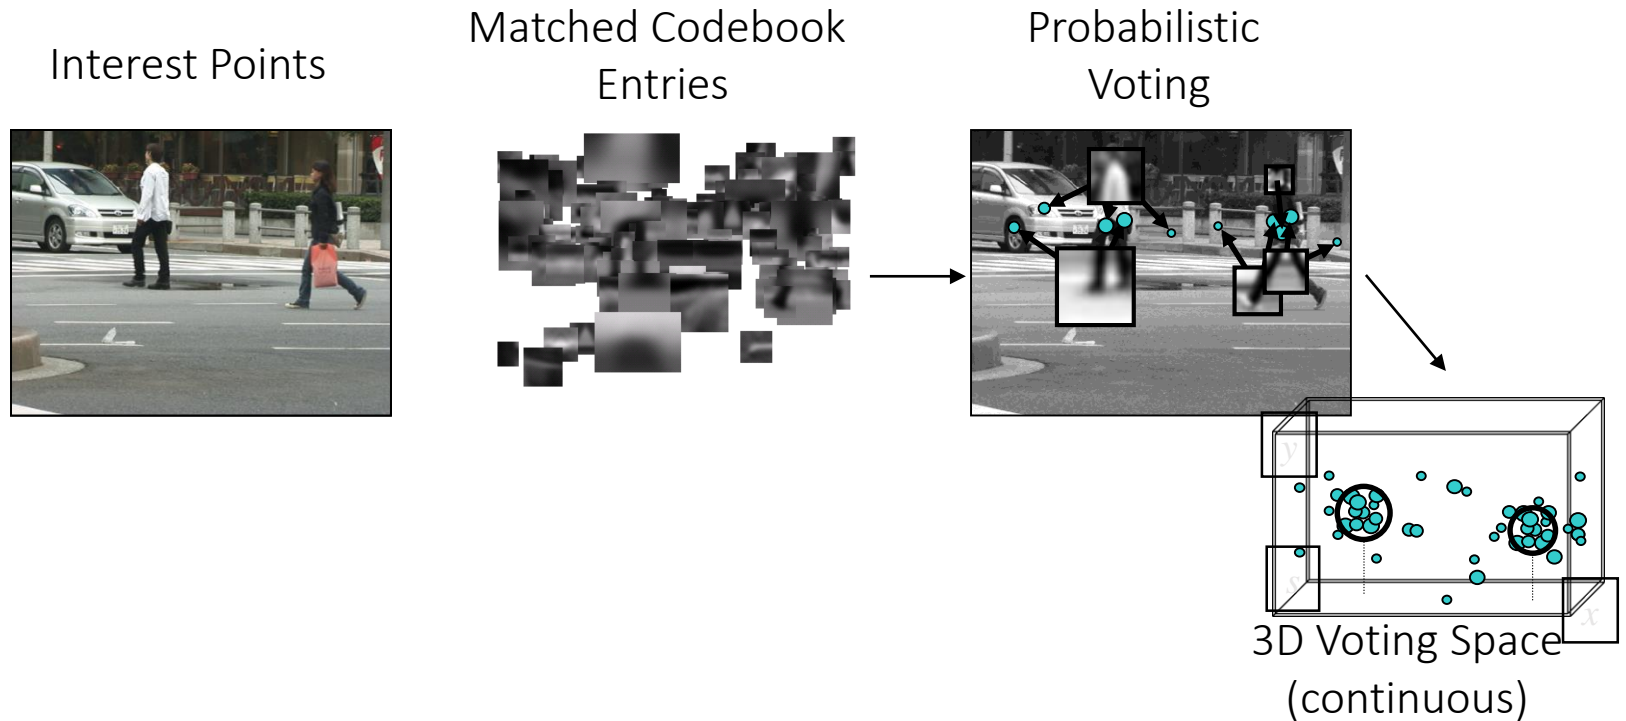 Interest Points
Matched Codebook
Entries
Probabilistic
Voting
y
s
x
3D Voting Space
(continuous)